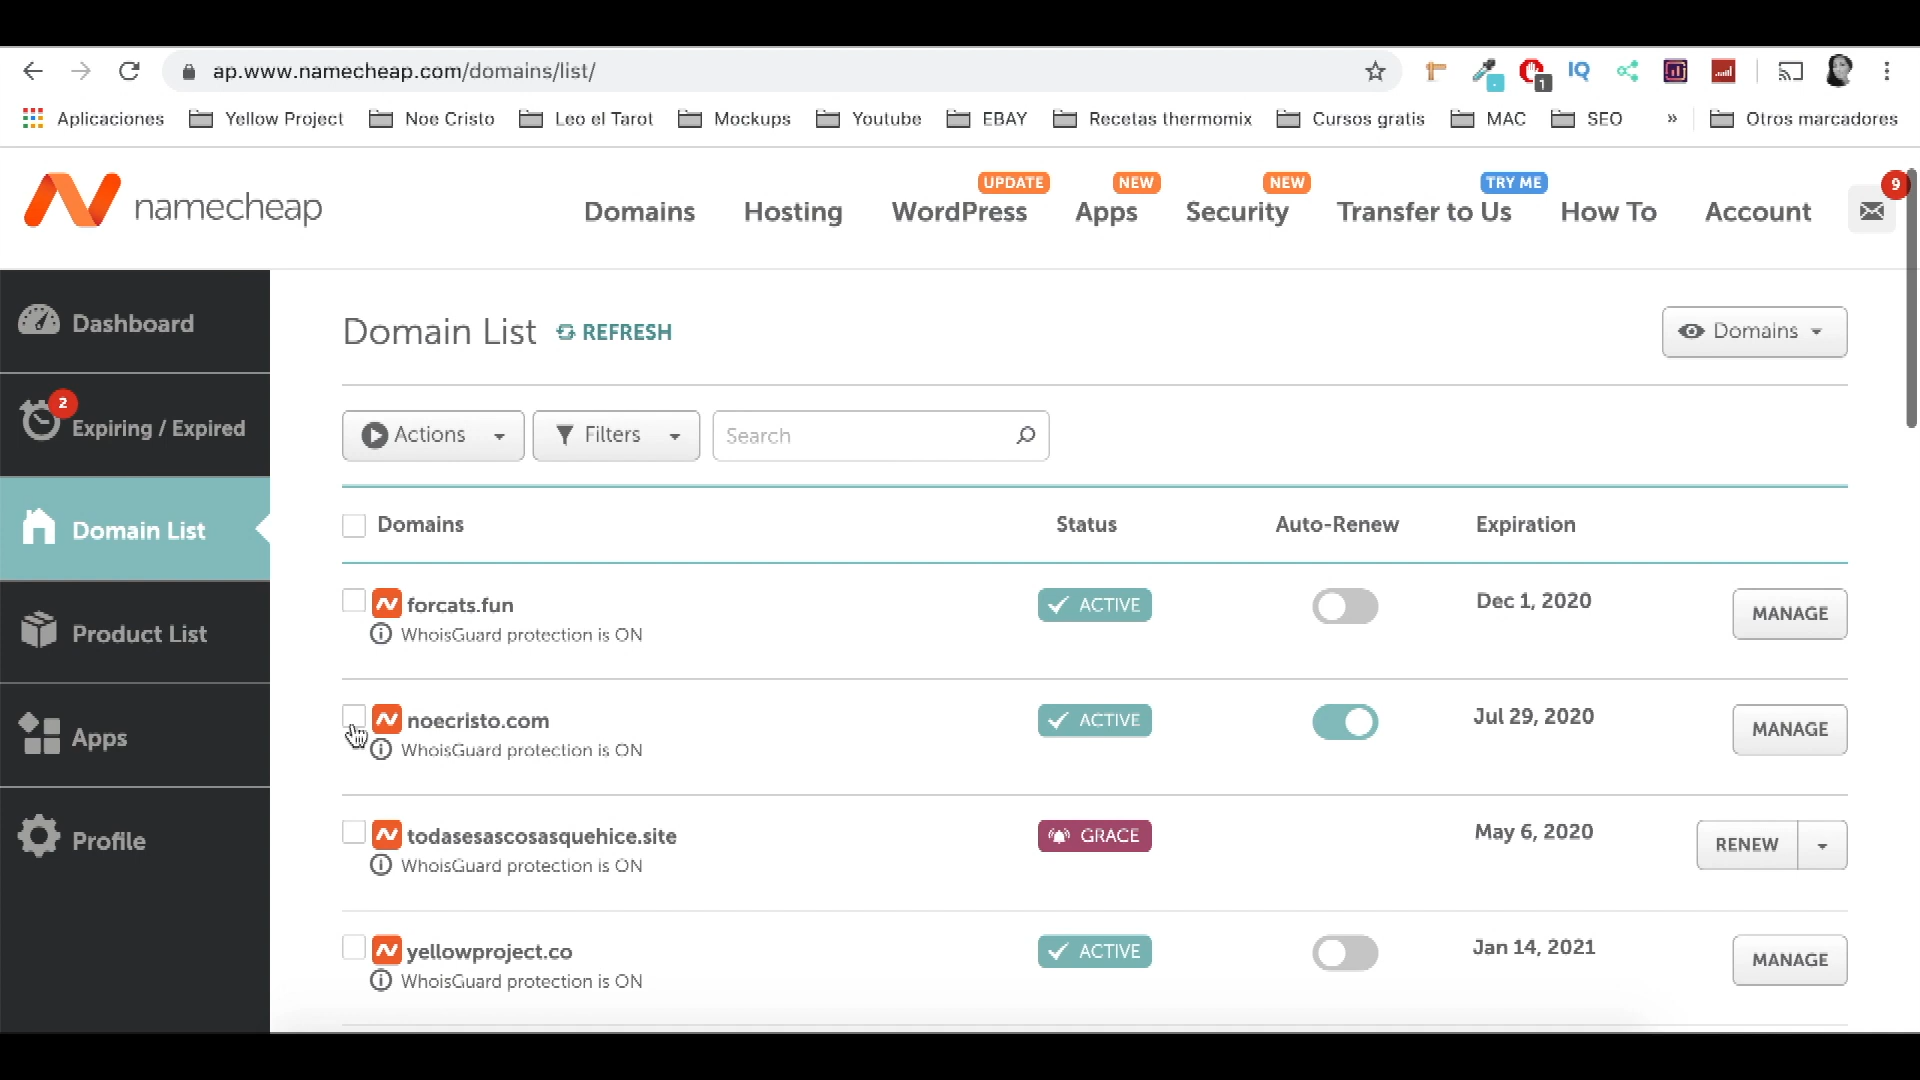 ap.www.namecheap.com/domains/list/
1
IQ
Aplicaciones Yellow Project Noe Cristo Leo el Tarot Mockups Youtube EBAY Recetas thermomix Cursos gratis MAC SEO » Otros marcadores
UPDATE NEW NEW TRY ME 9
namecheap Domains Hosting WordPress Apps Security Transfer to Us How To Account
Dashboard
2
Expiring / Expired
Domain List
Product List
Apps
Profile
Domain List REFRESH Domains
Actions Filters Search
Domains Status Auto-Renew Expiration
forcats.fun ACTIVE Dec 1, 2020 MANAGE
WhoisGuard protection is ON
noecristo.com ACTIVE Jul 29, 2020 MANAGE
WhoisGuard protection is ON
todasesascosasquehice.site GRACE May 6, 2020 RENEW
WhoisGuard protection is ON
yellowproject.co ACTIVE Jan 14, 2021 MANAGE
WhoisGuard protection is ON